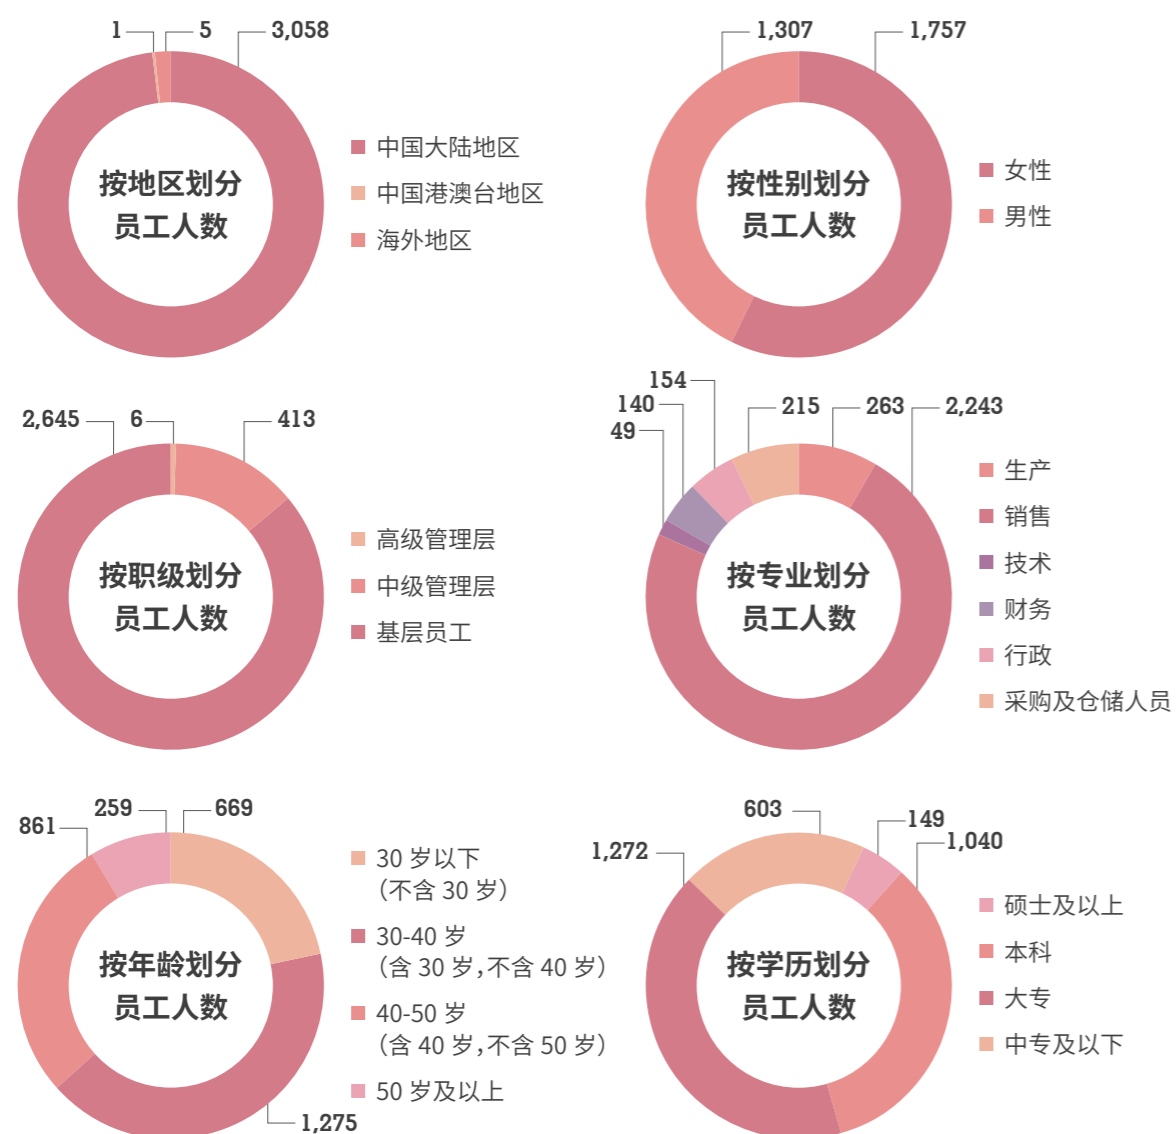 1
5
3,058
按地区划分
员工人数
中国大陆地区
中国港澳台地区
海外地区
1,307
1,757
按性别划分
员工人数
女性
男性
2,645
6
413
按职级划分
员工人数
高级管理层
中级管理层
基层员工
154
140
49
215
263
2,243
按专业划分
员工人数
生产
销售
技术
财务
行政
采购及仓储人员
861
259
669
1,275
按年龄划分
员工人数
30 岁以下
（不含 30 岁）
30-40 岁
（含 30 岁，不含 40 岁）
40-50 岁
（含 40 岁，不含 50 岁）
50 岁及以上
603
149
1,272
1,040
按学历划分
员工人数
硕士及以上
本科
大专
中专及以下